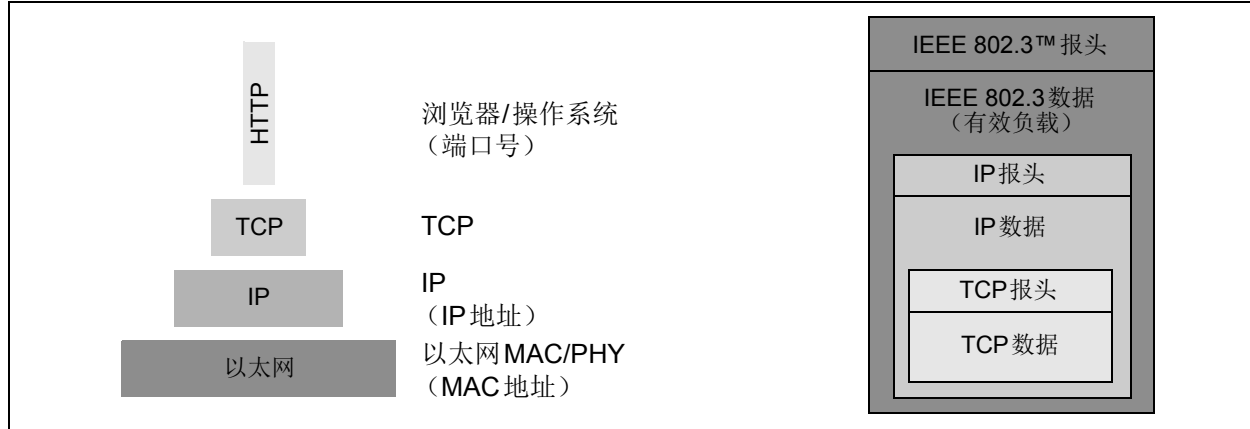 HTTP
浏览器/操作系统
（端口号）
TCP
TCP
IP
IP
（IP地址）
以太网
以太网MAC/PHY
（MAC地址）
IEEE 802.3™报头
IEEE 802.3数据
（有效负载）
IP报头
IP数据
TCP报头
TCP数据